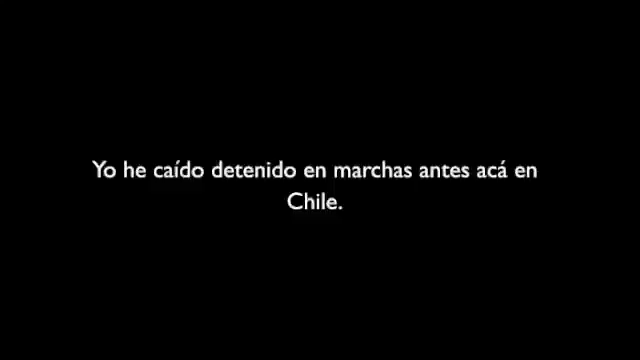 Yo he caído detenido en marchas antes acá en
Chile.